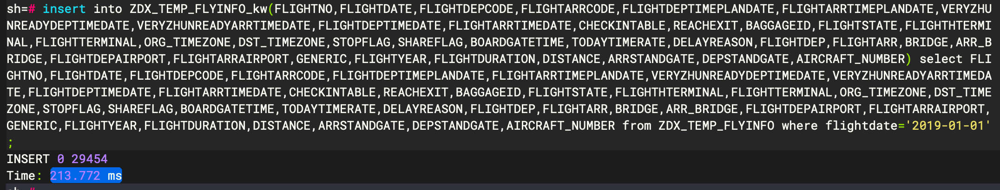 sh=# insert into ZDX_TEMP_FLYINFO_kw(FLIGHTNO,FLIGHTDATE,FLIGHTDEPCODE,FLIGHTARRCODE,FLIGHTDEPTIMEPLANDATE,FLIGHTARRTIMEPLANDATE,VERYZHU
NREADYDEPTIMEDATE,VERYZHUNREADYARRTIMEDATE,FLIGHTDEPTIMEDATE,FLIGHTARRTIMEDATE,CHECKINTABLE,REACHEXIT,BAGGAGEID,FLIGHTSTATE,FLIGHTHTERMI
NAL,FLIGHTTERMINAL,ORG_TIMEZONE,DST_TIMEZONE,STOPFLAG,SHAREFLAG,BOARDGATETIME,TODAYTIMERATE,DELAYREASON,FLIGHTDEP,FLIGHTARR,BRIDGE,ARR_B
RIDGE,FLIGHTDEPAIRPORT,FLIGHTARRAIRPORT,GENERIC,FLIGHTYEAR,FLIGHTDURATION,DISTANCE,ARRSTANDGATE,DEPSTANDGATE,AIRCRAFT_NUMBER) select FLI
GHTNO,FLIGHTDATE,FLIGHTDEPCODE,FLIGHTARRCODE,FLIGHTDEPTIMEPLANDATE,FLIGHTARRTIMEPLANDATE,VERYZHUNREADYDEPTIMEDATE,VERYZHUNREADYARRTIMEDA
TE,FLIGHTDEPTIMEDATE,FLIGHTARRTIMEDATE,CHECKINTABLE,REACHEXIT,BAGGAGEID,FLIGHTSTATE,FLIGHTHTERMINAL,FLIGHTTERMINAL,ORG_TIMEZONE,DST_TIME
ZONE,STOPFLAG,SHAREFLAG,BOARDGATETIME,TODAYTIMERATE,DELAYREASON,FLIGHTDEP,FLIGHTARR,BRIDGE,ARR_BRIDGE,FLIGHTDEPAIRPORT,FLIGHTARRAIRPORT,
GENERIC,FLIGHTYEAR,FLIGHTDURATION,DISTANCE,ARRSTANDGATE,DEPSTANDGATE,AIRCRAFT_NUMBER from ZDX_TEMP_FLYINFO where flightdate='2019-01-01'
;
INSERT 0 29454
Time: 213.772 ms